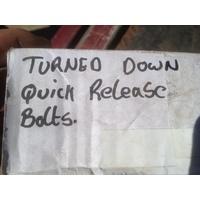 TURNED DOWN
Quick Release
Bolts.